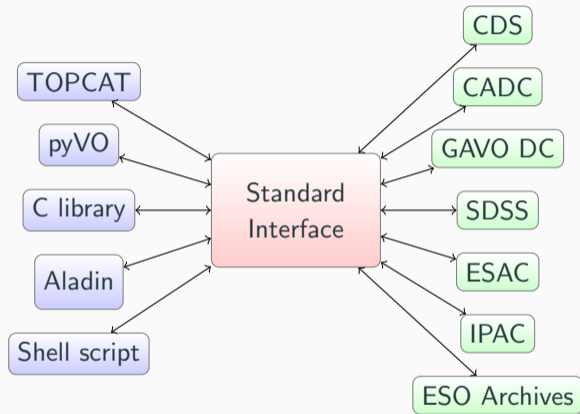 TOPCAT
pyVO
C library
Aladin
Shell script
Standard
Interface
CDS
CADC
GAVO DC
SDSS
ESAC
IPAC
ESO Archives